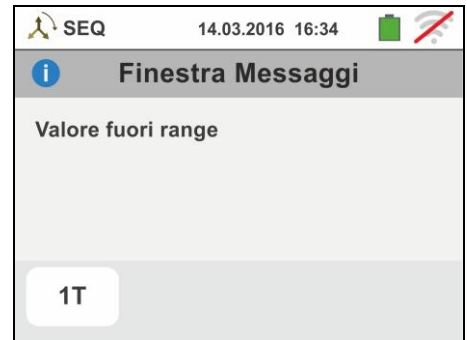 SEQ 14.03.2016 16:34
i Finestra Messaggi
Valore fuori range
1T